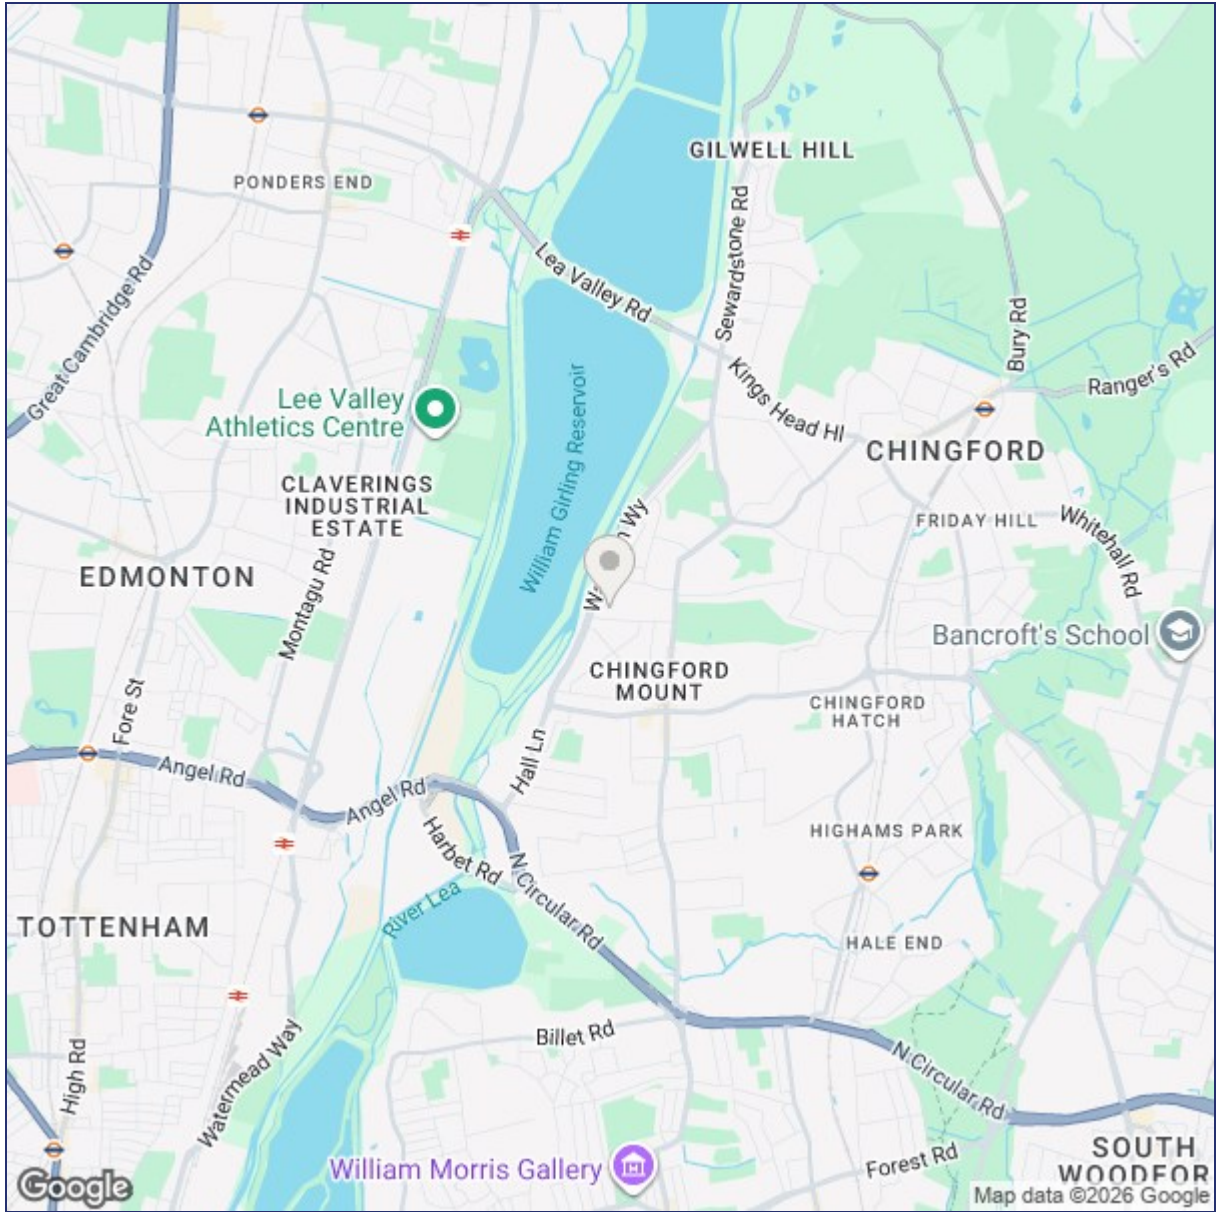 GILWELL HILL
PONDERS END
Lea Valley Rd
Sewardstone Rd
Great Cambridge Rd
Bury Rd
Ranger's Rd
Kings Head Hl
Lee Valley
Athletics Centre
William Girling Reservoir
CHINGFORD
CLAVERINGS
INDUSTRIAL
ESTATE
FRIDAY HILL
Whitehall Rd
Wy
EDMONTON
Montagu Rd
Bancroft's School
CHINGFORD
MOUNT
CHINGFORD
HATCH
Fore St
Hall Ln
Angel Rd
Angel Rd
HIGHAMS PARK
Harbet Rd
N Circular Rd
River Lea
TOTTENHAM
HALE END
Billet Rd
High Rd
Watermead Way
N Circular Rd
Forest Rd
SOUTH
WOODFOR
William Morris Gallery
Google
Map data ©2026 Google